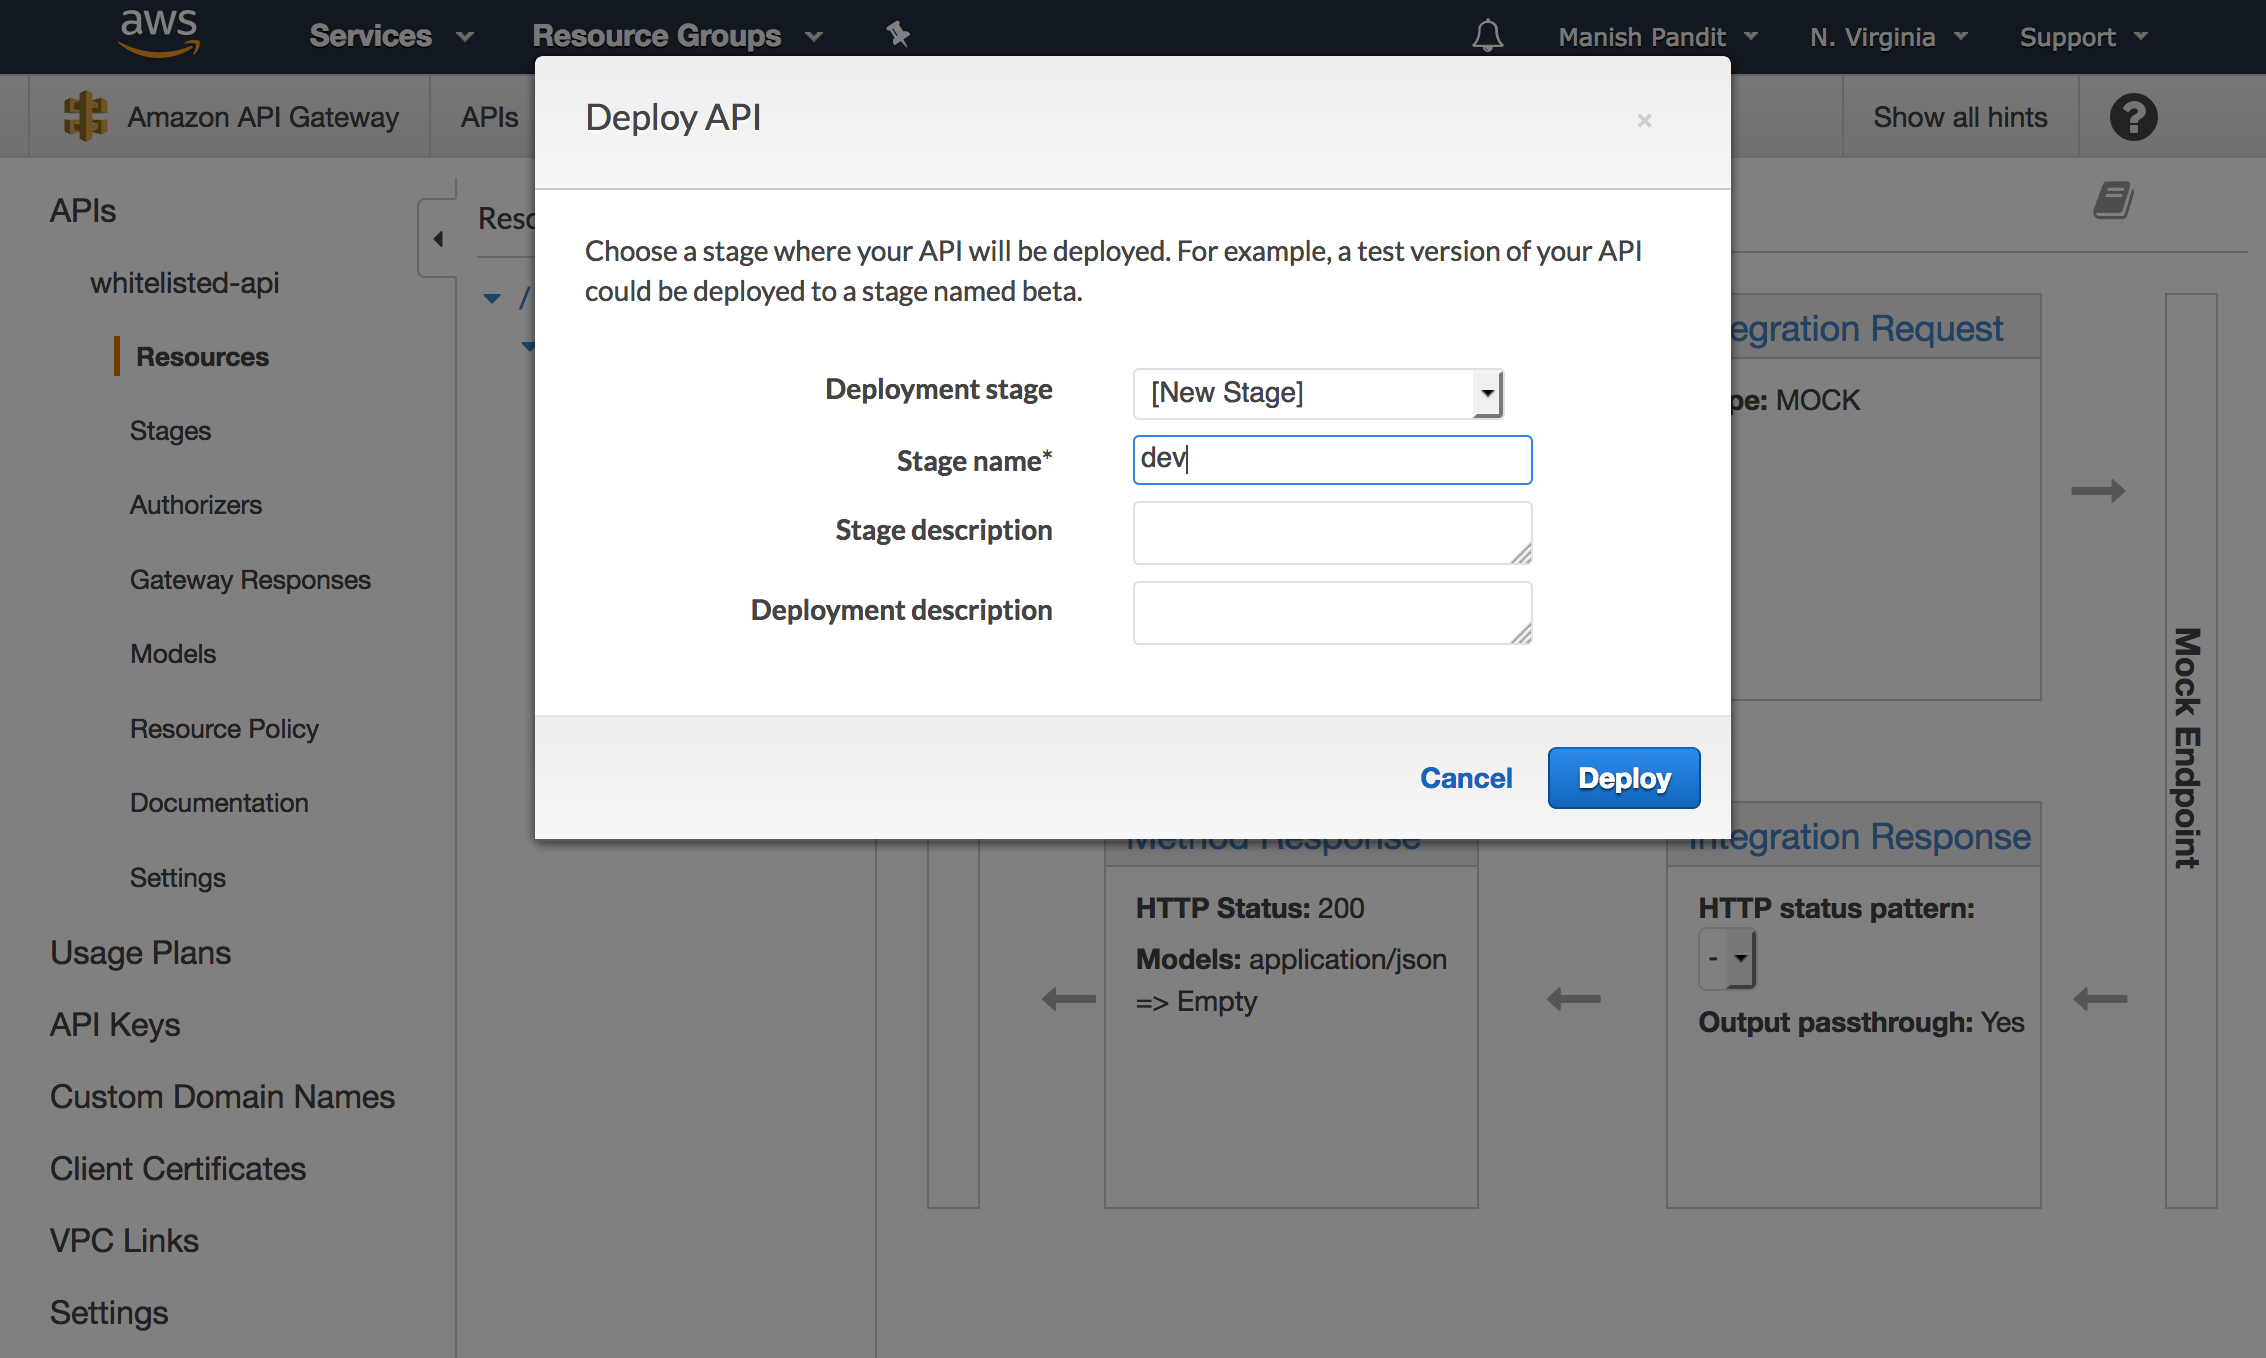 aws
Services
Resource Groups
Manish Pandit
N. Virginia
Support
Amazon API Gateway
APIs
Show all hints
?
APIs
whitelisted-api
Resources
Stages
Authorizers
Gateway Responses
Models
Resource Policy
Documentation
Settings
Usage Plans
API Keys
Custom Domain Names
Client Certificates
VPC Links
Settings
/
Deploy API
×
Choose a stage where your API will be deployed. For example, a test version of your API
could be deployed to a stage named beta.
Deployment stage
[New Stage]
Stage name*
dev
Stage description
Deployment description
Cancel
Deploy
egration Request
pe: MOCK
Mock Endpoint
Method Response
HTTP Status: 200
Models: application/json
=> Empty
Integration Response
HTTP status pattern:
-
Output passthrough: Yes